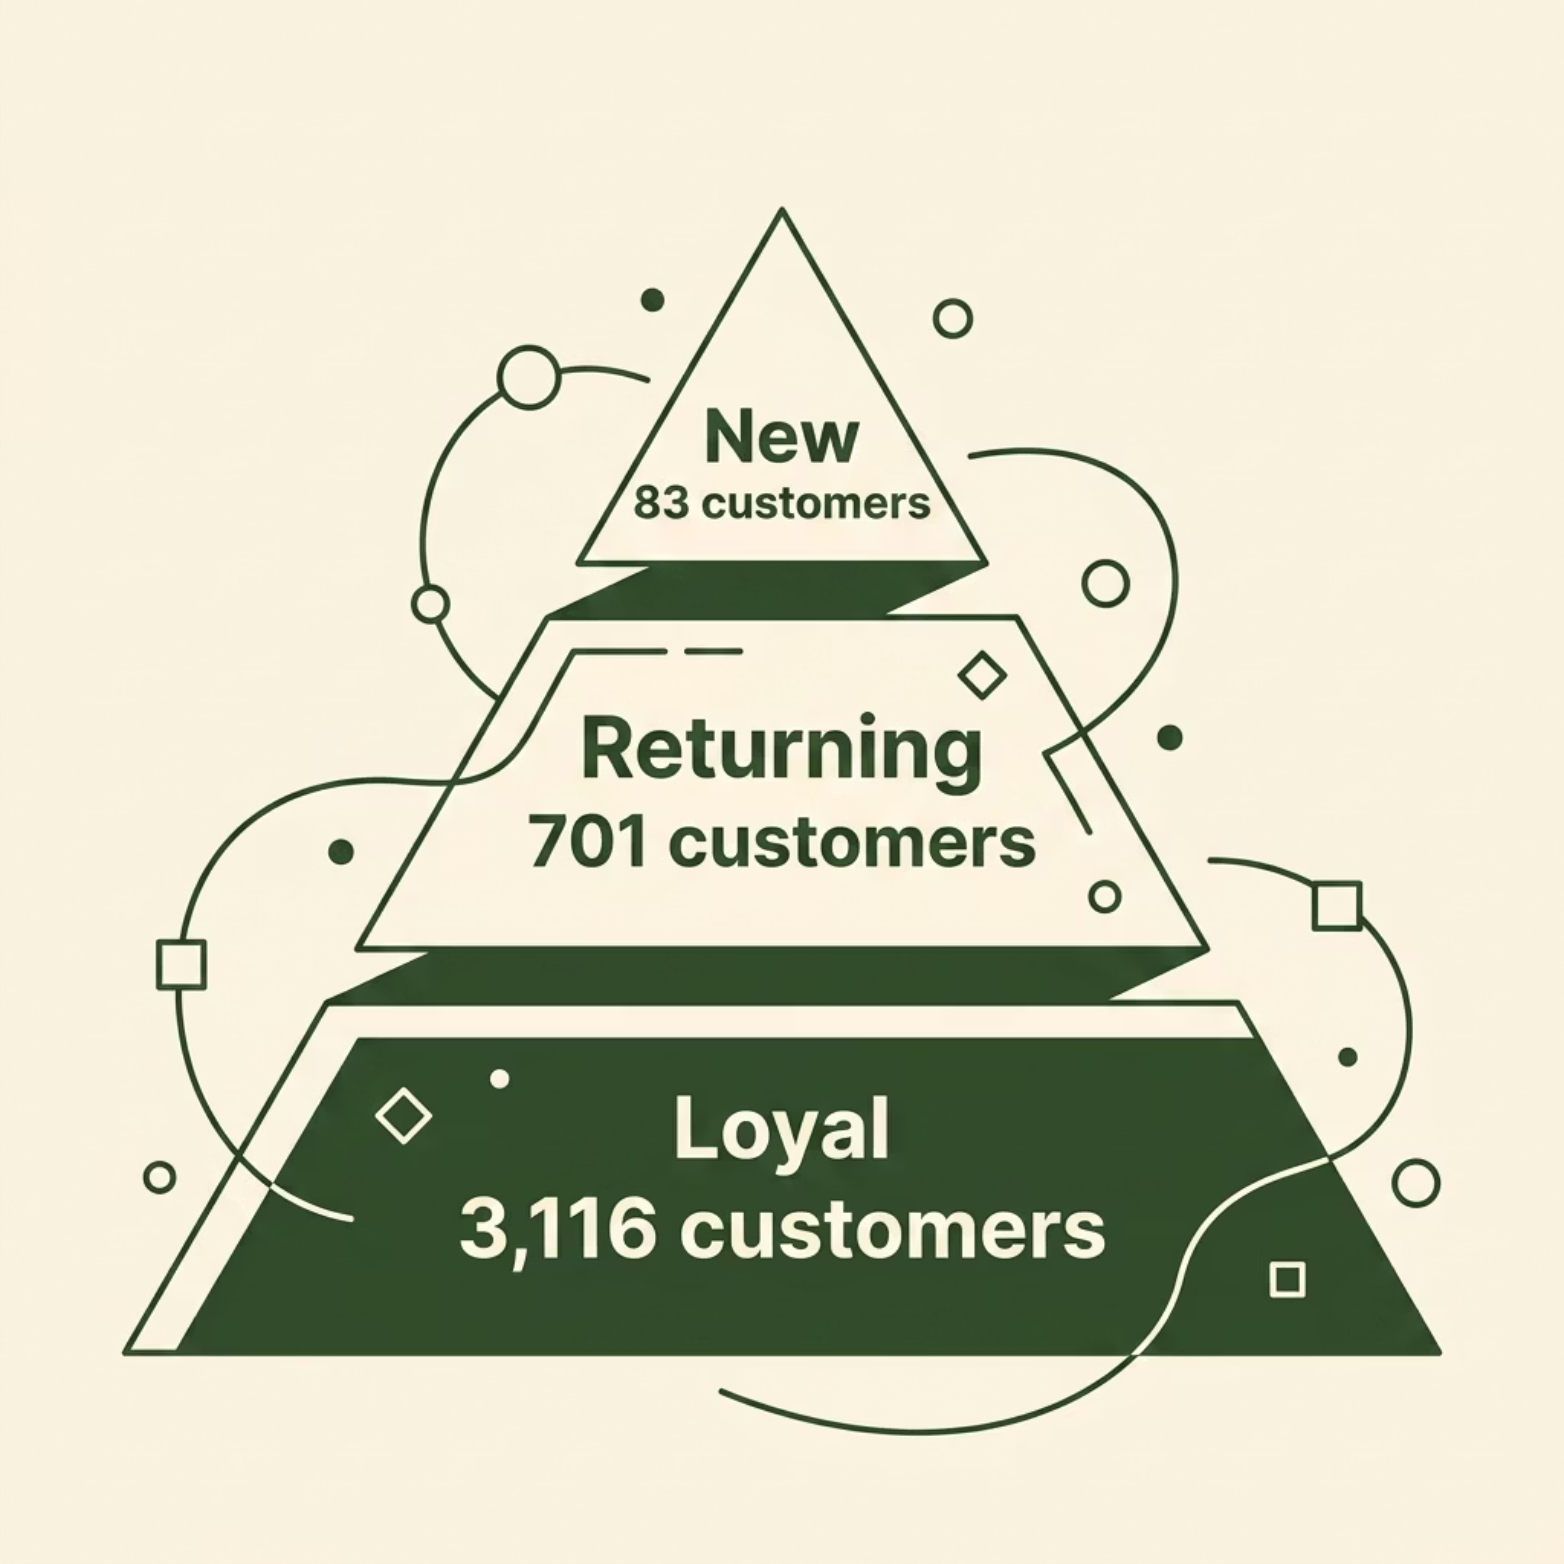 New
83 customers
Returning
701 customers
Loyal
3,116 customers